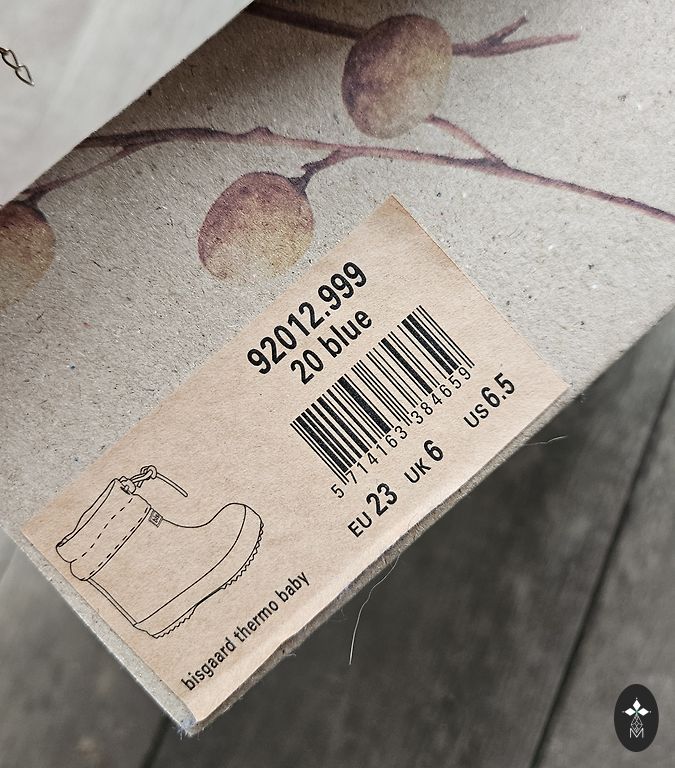 92012.999
20 blue
5 714163 384659
EU 23 UK 6 US 6.5
bisgaard thermo baby
M